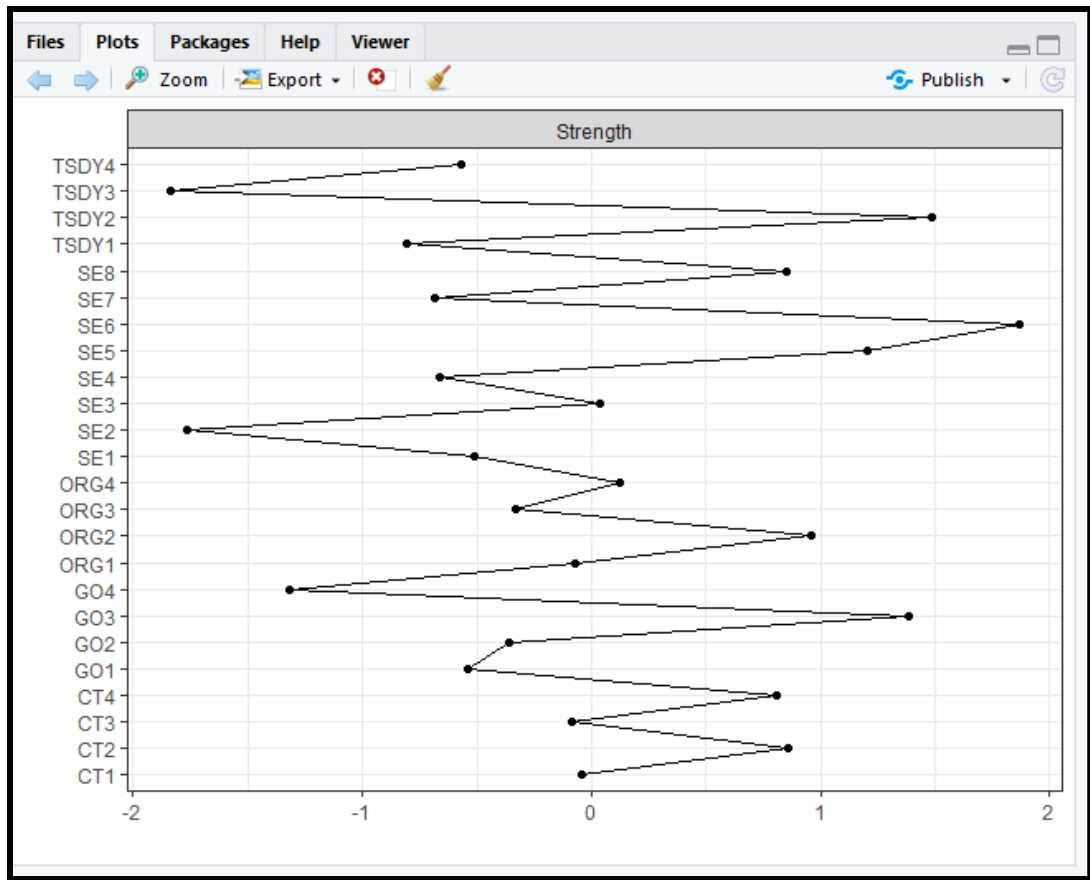 Files Plots Packages Help Viewer
Zoom Export Publish
Strength
TSDY4
TSDY3
TSDY2
TSDY1
SE8
SE7
SE6
SE5
SE4
SE3
SE2
SE1
ORG4
ORG3
ORG2
ORG1
GO4
GO3
GO2
GO1
CT4
CT3
CT2
CT1
-2 -1 0 1 2